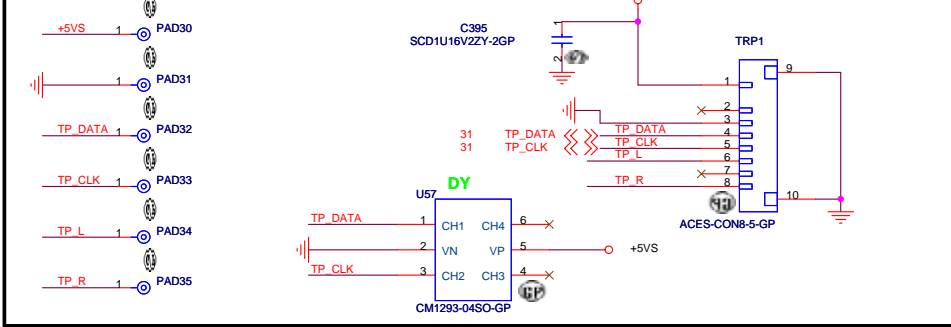 +5VS 1 PAD30
1 PAD31
TP_DATA 1 PAD32
TP_CLK 1 PAD33
TP_L 1 PAD34
TP_R 1 PAD35
C395
SCD1U16V2ZY-2GP
1
2
TRP1
1
2
3
31 TP_DATA TP_DATA 4
31 TP_CLK TP_CLK 5
TP_L 6
7
TP_R 8
9
10
ACES-CON8-5-GP
DY
U57
TP_DATA 1 CH1 CH4 6
2 VN VP 5 +5VS
TP_CLK 3 CH2 CH3 4
GP
CM1293-04SO-GP